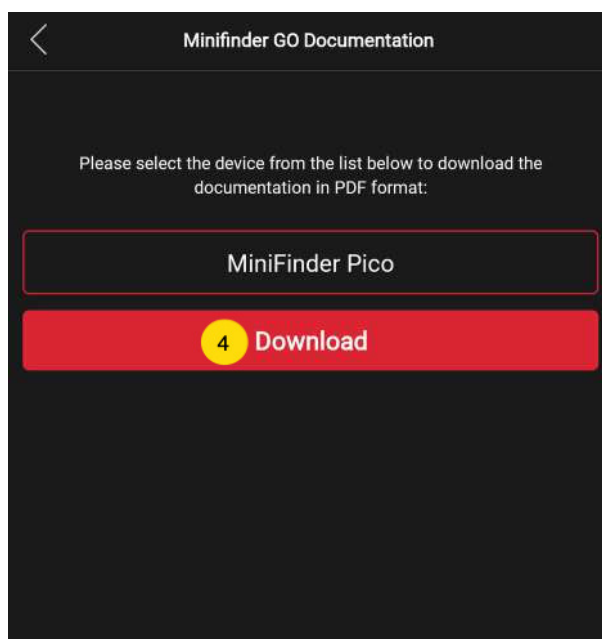 Minifinder GO Documentation
Please select the device from the list below to download the
documentation in PDF format:
MiniFinder Pico
4 Download